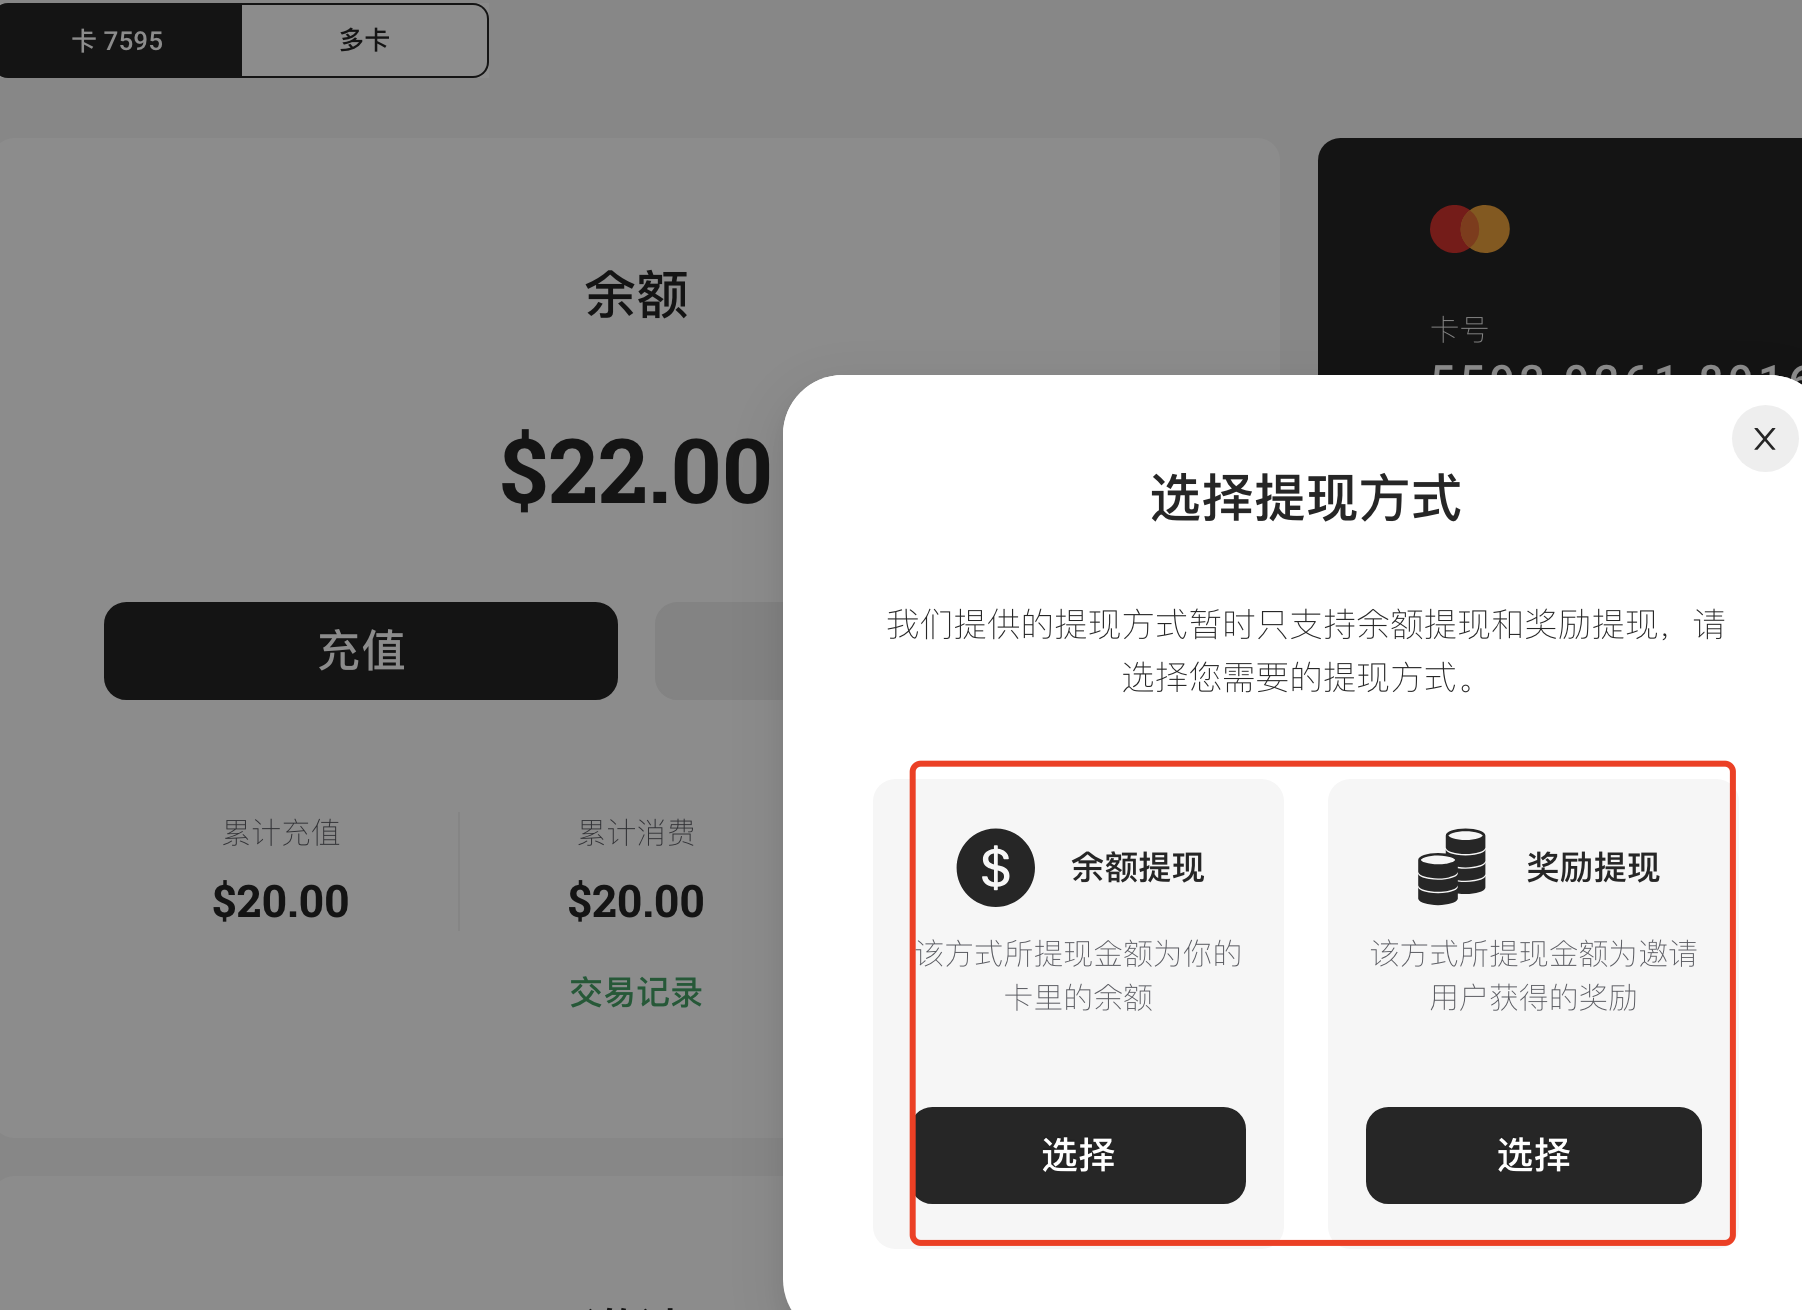 卡 7595
多卡
余额
$22.00
充值
累计充值
$20.00
累计消费
$20.00
交易记录
卡号
X
选择提现方式
我们提供的提现方式暂时只支持余额提现和奖励提现，请
选择您需要的提现方式。
$
余额提现
该方式所提现金额为你的
卡里的余额
选择
奖励提现
该方式所提现金额为邀请
用户获得的奖励
选择